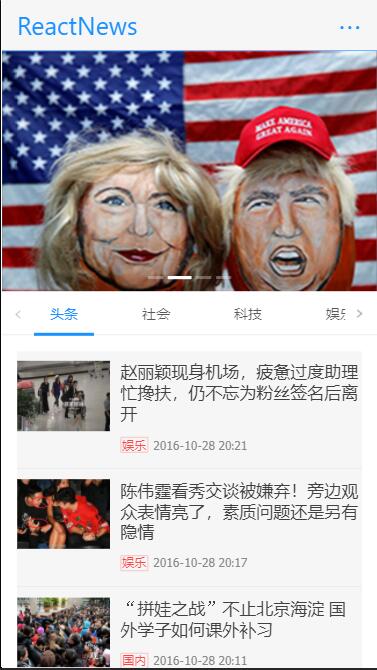 ReactNews
MAKE AMERICA
GREAT AGAIN
头条 社会 科技 娱乐
赵丽颖现身机场，疲惫过度助理
忙搀扶，仍不忘为粉丝签名后离
开
娱乐 2016-10-28 20:21
陈伟霆看秀交谈被嫌弃！旁边观
众表情亮了，素质问题还是另有
隐情
娱乐 2016-10-28 20:17
“拼娃之战”不止北京海淀 国
外学子如何课外补习
国内 2016-10-28 20:11